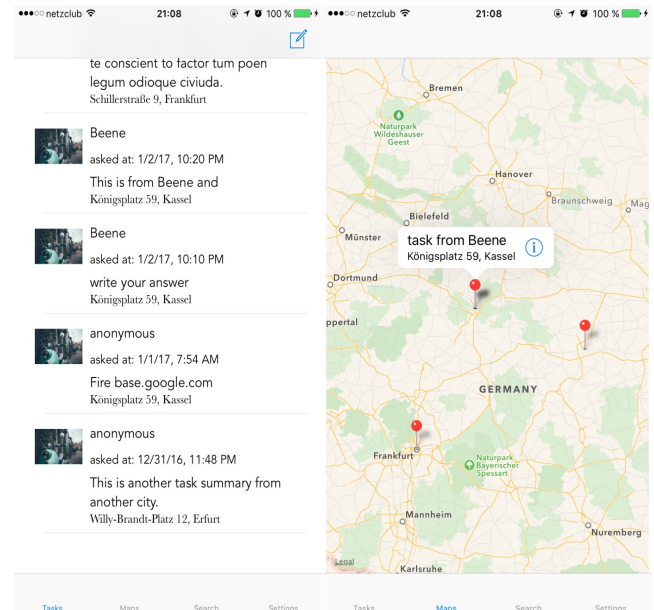 netzclub 21:08 100 %
te conscient to factor tum poen
legum odioque civiuda.
Schillerstraße 9, Frankfurt
Beene
asked at: 1/2/17, 10:20 PM
This is from Beene and
Königsplatz 59, Kassel
Beene
asked at: 1/2/17, 10:10 PM
write your answer
Königsplatz 59, Kassel
anonymous
asked at: 1/1/17, 7:54 AM
Fire base.google.com
Königsplatz 59, Kassel
anonymous
asked at: 12/31/16, 11:48 PM
This is another task summary from
another city.
Willy-Brandt-Platz 12, Erfurt
Tasks Maps Search Settings
netzclub 21:08 100 %
Bremen
Naturpark
Wildeshauser
Geest
Hanover
Braunschweig
Mag
Bielefeld
Münster
task from Beene
Königsplatz 59, Kassel
Dortmund
ppertal
GERMANY
Frankfurt
Naturpark
Bayerischer
Spessart
Mannheim
Nuremberg
Legal
Karlsruhe
Tasks Maps Search Settings